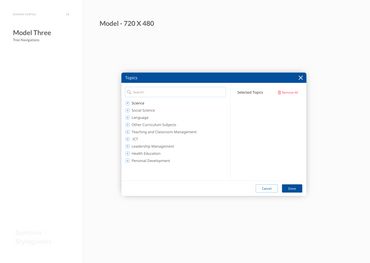 Model Three
Tree Navigations
Model - 720 X 480
Topics
Search
Selected Topics
Remove All
Science
Social Science
Language
Other Curriculum Subjects
Teaching and Classroom Management
ICT
Leadership Management
Health Education
Personal Development
Cancel
Done